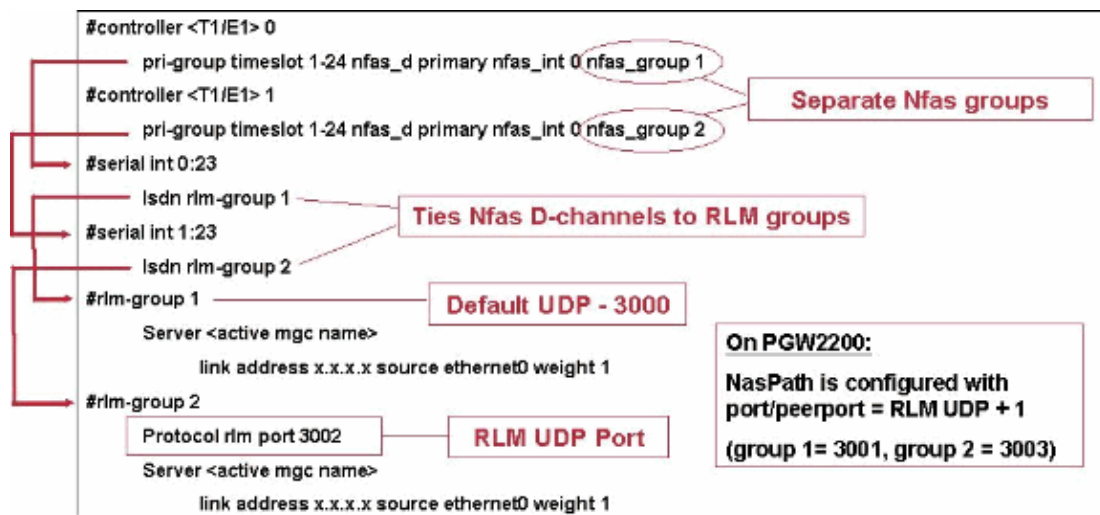 #controller <T1/E1> 0
pri-group timeslot 1-24 nfas_d primary nfas_int 0 nfas_group 1
#controller <T1/E1> 1
Separate Nfas groups
pri-group timeslot 1-24 nfas_d primary nfas_int 0 nfas_group 2
#serial int 0:23
Isdn rlm-group 1
Ties Nfas D-channels to RLM groups
#serial int 1:23
Isdn rlm-group 2
#rlm-group 1
Default UDP - 3000
Server <active mgc name>
link address x.x.x.x source ethernet0 weight 1
#rlm-group 2
Protocol rlm port 3002
RLM UDP Port
Server <active mgc name>
link address x.x.x.x source ethernet0 weight 1
On PGW2200:
NasPath is configured with
port/peerport = RLM UDP + 1
(group 1= 3001, group 2 = 3003)